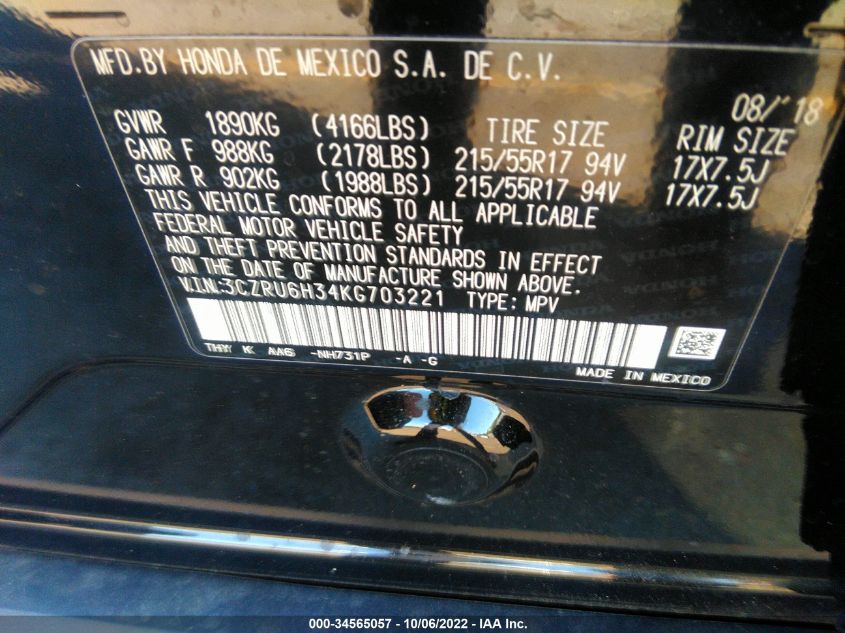 MFD.BY HONDA DE MEXICO S.A. DE C.V.
08/'18
GVWR 1890KG (4166LBS) TIRE SIZE RIM SIZE
GAWR F 988KG (2178LBS) 215/55R17 94V 17X7.5J
GAWR R 902KG (1988LBS) 215/55R17 94V 17X7.5J
THIS VEHICLE CONFORMS TO ALL APPLICABLE
FEDERAL MOTOR VEHICLE SAFETY
AND THEFT PREVENTION STANDARDS IN EFFECT
ON THE DATE OF MANUFACTURE SHOWN ABOVE.
V.I.N.:3CZRU6H34KG703221 TYPE: MPV
K AAG -NH731P -A -G
MADE IN MEXICO
000-34565057 - 10/06/2022 - IAA Inc.